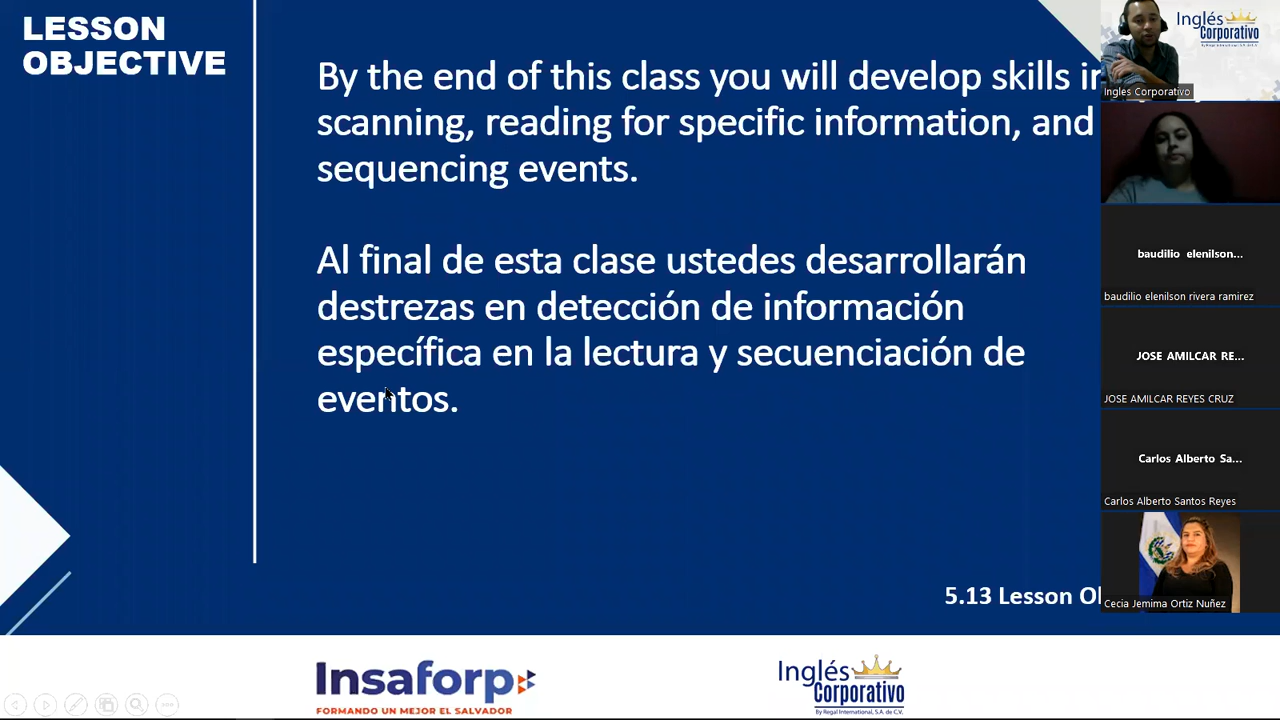 LESSON
OBJECTIVE
By the end of this class you will develop skills in
scanning, reading for specific information, and
sequencing events.
Al final de esta clase ustedes desarrollarán
destrezas en detección de información
específica en la lectura y secuenciación de
eventos.
5.13 Lesson
Insaforp
FORMANDO UN MEJOR EL SALVADOR
Inglés
Corporativo
By Regal International, S.A. de C.V.
Inglés
Corporativo
Ingles Corporativo
baudilio elenilson...
baudilio elenilson rivera ramirez
JOSE AMILCAR RE...
JOSE AMILCAR REYES CRUZ
Carlos Alberto Sa...
Carlos Alberto Santos Reyes
Cecia Jemima Ortiz Nuñez